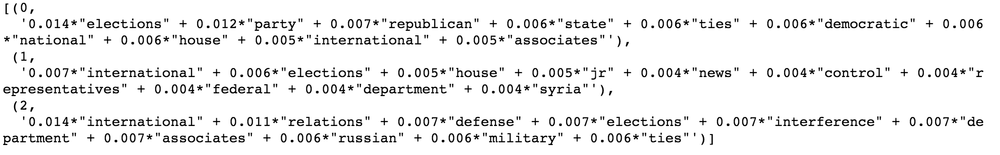 [(0,
'0.014*"elections" + 0.012*"party" + 0.007*"republican" + 0.006*"state" + 0.006*"ties" + 0.006*"democratic" + 0.006
*"national" + 0.006*"house" + 0.005*"international" + 0.005*"associates"'),
(1,
'0.007*"international" + 0.006*"elections" + 0.005*"house" + 0.005*"jr" + 0.004*"news" + 0.004*"control" + 0.004*"r
epresentatives" + 0.004*"federal" + 0.004*"department" + 0.004*"syria"'),
(2,
'0.014*"international" + 0.011*"relations" + 0.007*"defense" + 0.007*"elections" + 0.007*"interference" + 0.007*"de
partment" + 0.007*"associates" + 0.006*"russian" + 0.006*"military" + 0.006*"ties"')]